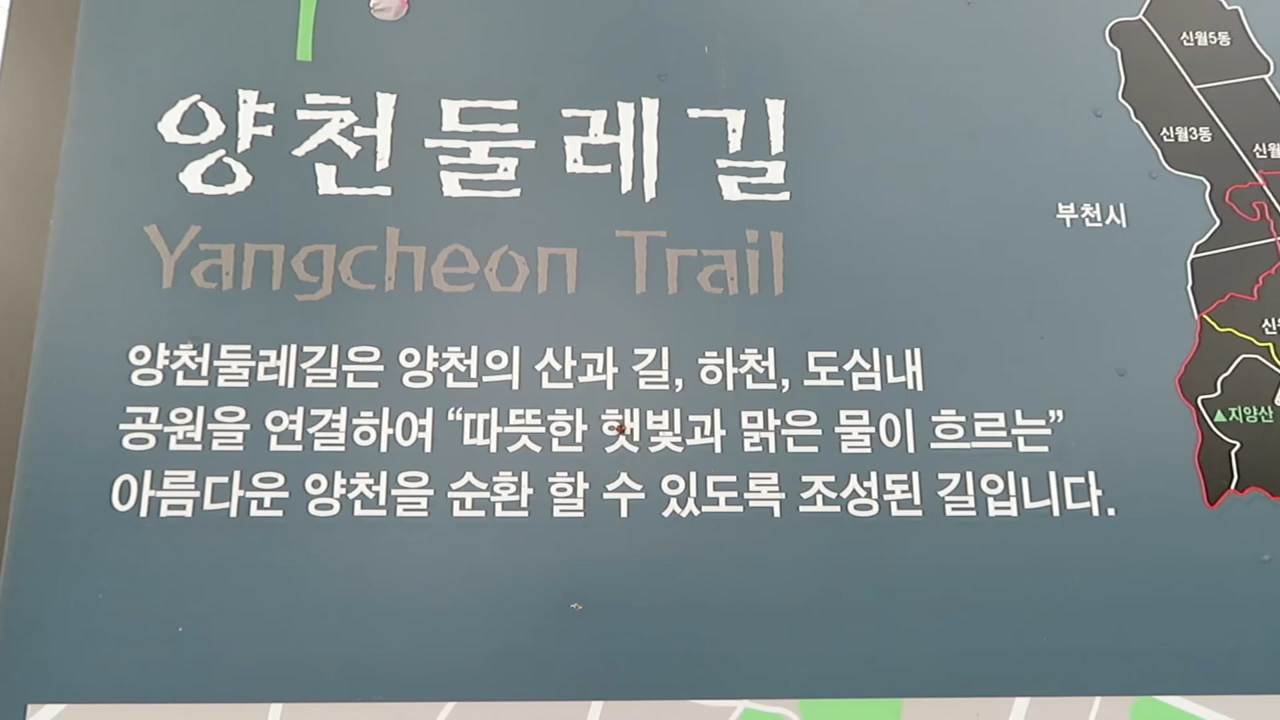 양천둘레길
Yangcheon Trail
양천둘레길은 양천의 산과 길, 하천, 도심내
공원을 연결하여 “따뜻한 햇빛과 맑은 물이 흐르는”
아름다운 양천을 순환 할 수 있도록 조성된 길입니다.
신월5동
신월3동
부천시
▲지양산